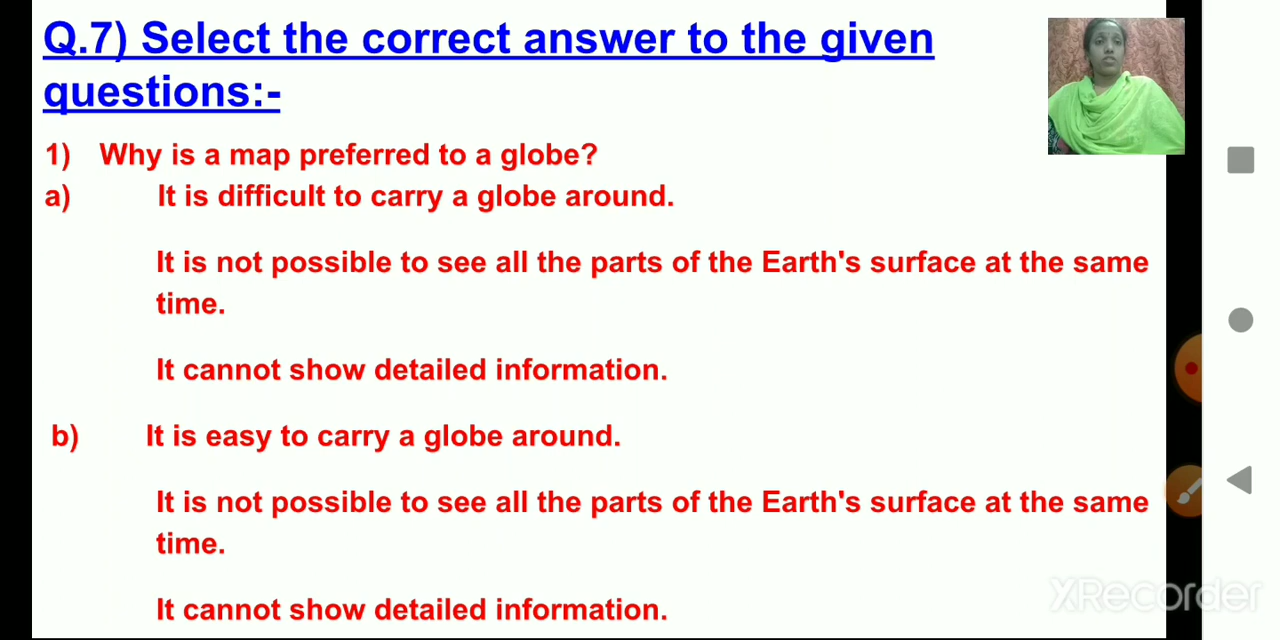 Q.7) Select the correct answer to the given
questions:-
1) Why is a map preferred to a globe?
a) It is difficult to carry a globe around.
It is not possible to see all the parts of the Earth's surface at the same
time.
It cannot show detailed information.
b) It is easy to carry a globe around.
It is not possible to see all the parts of the Earth's surface at the same
time.
It cannot show detailed information.
XRecorder